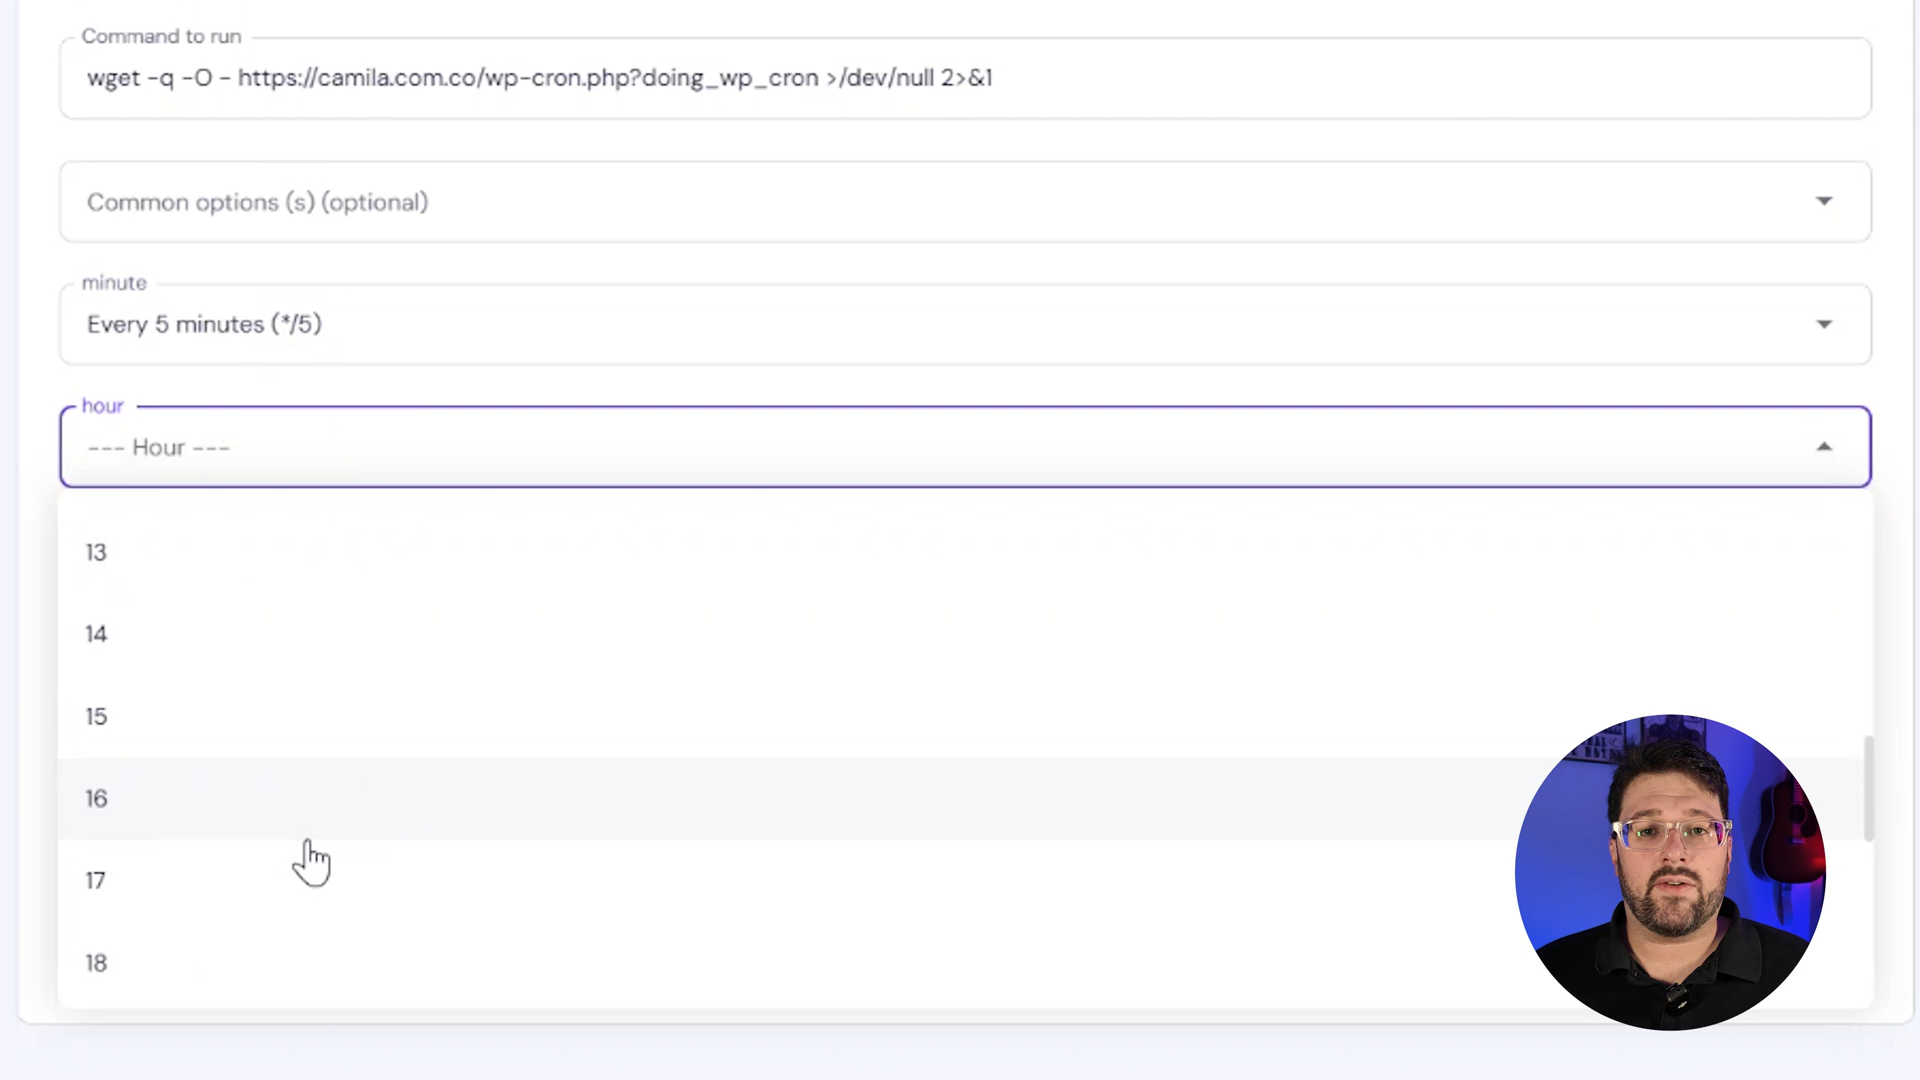 Command to run
wget -q -O - https://camila.com.co/wp-cron.php?doing_wp_cron >/dev/null 2>&1
Common options (s) (optional)
minute
Every 5 minutes (*/5)
hour
--- Hour ---
13
14
15
16
17
18